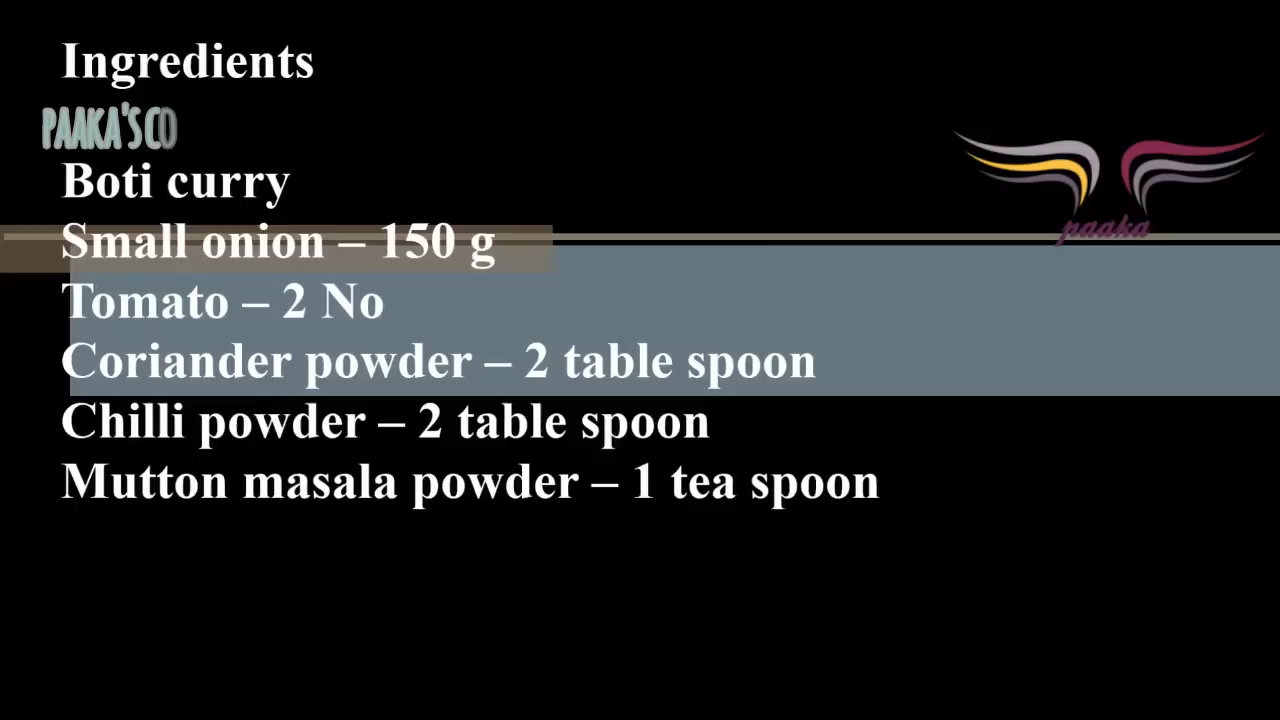 Ingredients
PAAKA'S CO
Boti curry
Small onion – 150 g
paaka
Tomato – 2 No
Coriander powder – 2 table spoon
Chilli powder – 2 table spoon
Mutton masala powder – 1 tea spoon